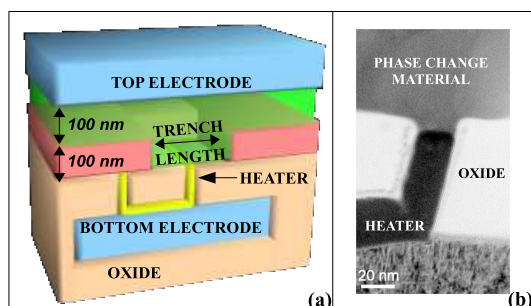 TOP ELECTRODE
100 nm
TRENCH
100 nm
LENGTH
HEATER
BOTTOM ELECTRODE
OXIDE
(a)
PHASE CHANGE
MATERIAL
OXIDE
HEATER
20 nm
(b)